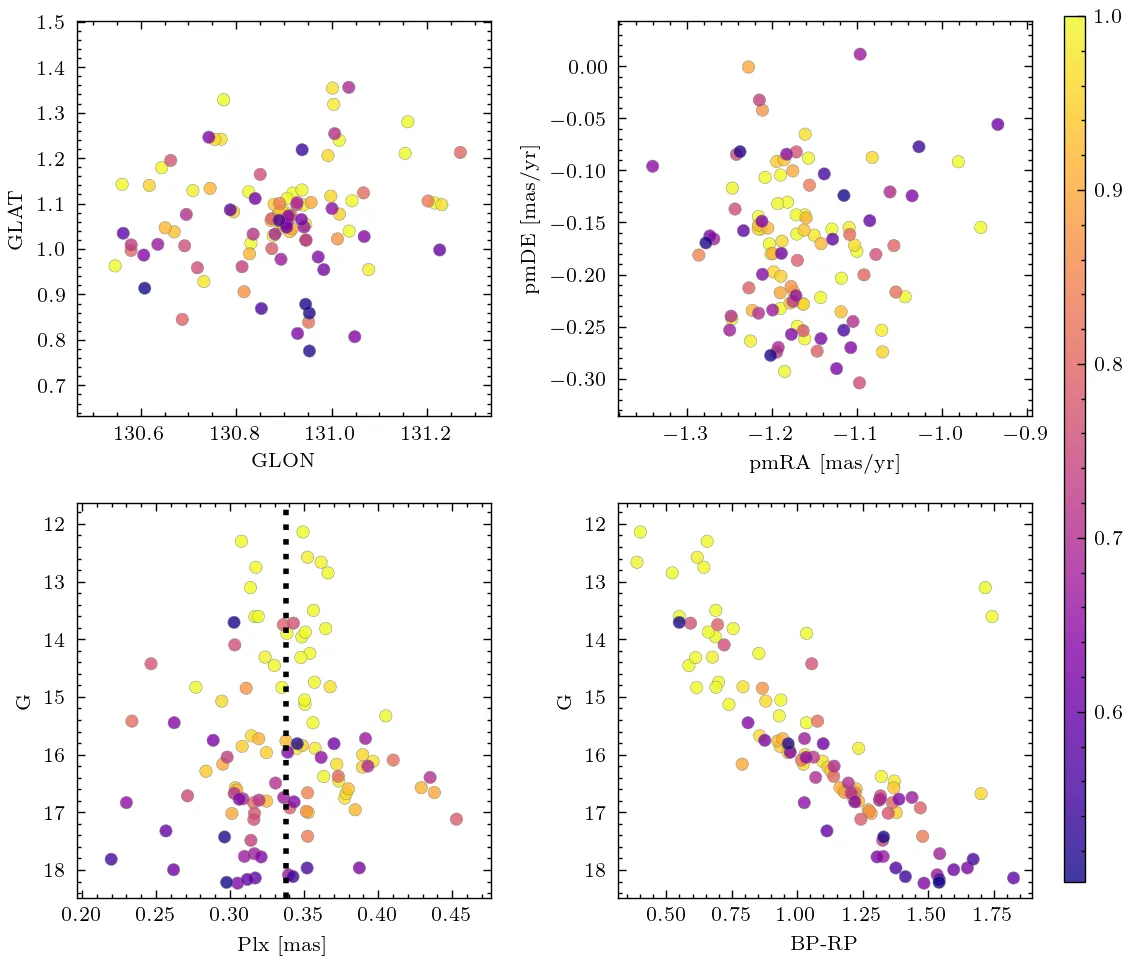 1.5
1.4
1.3
1.2
1.1
1.0
0.9
0.8
0.7
GLAT
130.6 130.8 131.0 131.2
GLON
0.00
−0.05
−0.10
−0.15
−0.20
−0.25
−0.30
pmDE [mas/yr]
−1.3 −1.2 −1.1 −1.0 −0.9
pmRA [mas/yr]
1.0
0.9
0.8
0.7
0.6
12
13
14
15
16
17
18
G
0.20 0.25 0.30 0.35 0.40 0.45
Plx [mas]
12
13
14
15
16
17
18
G
0.50 0.75 1.00 1.25 1.50 1.75
BP-RP